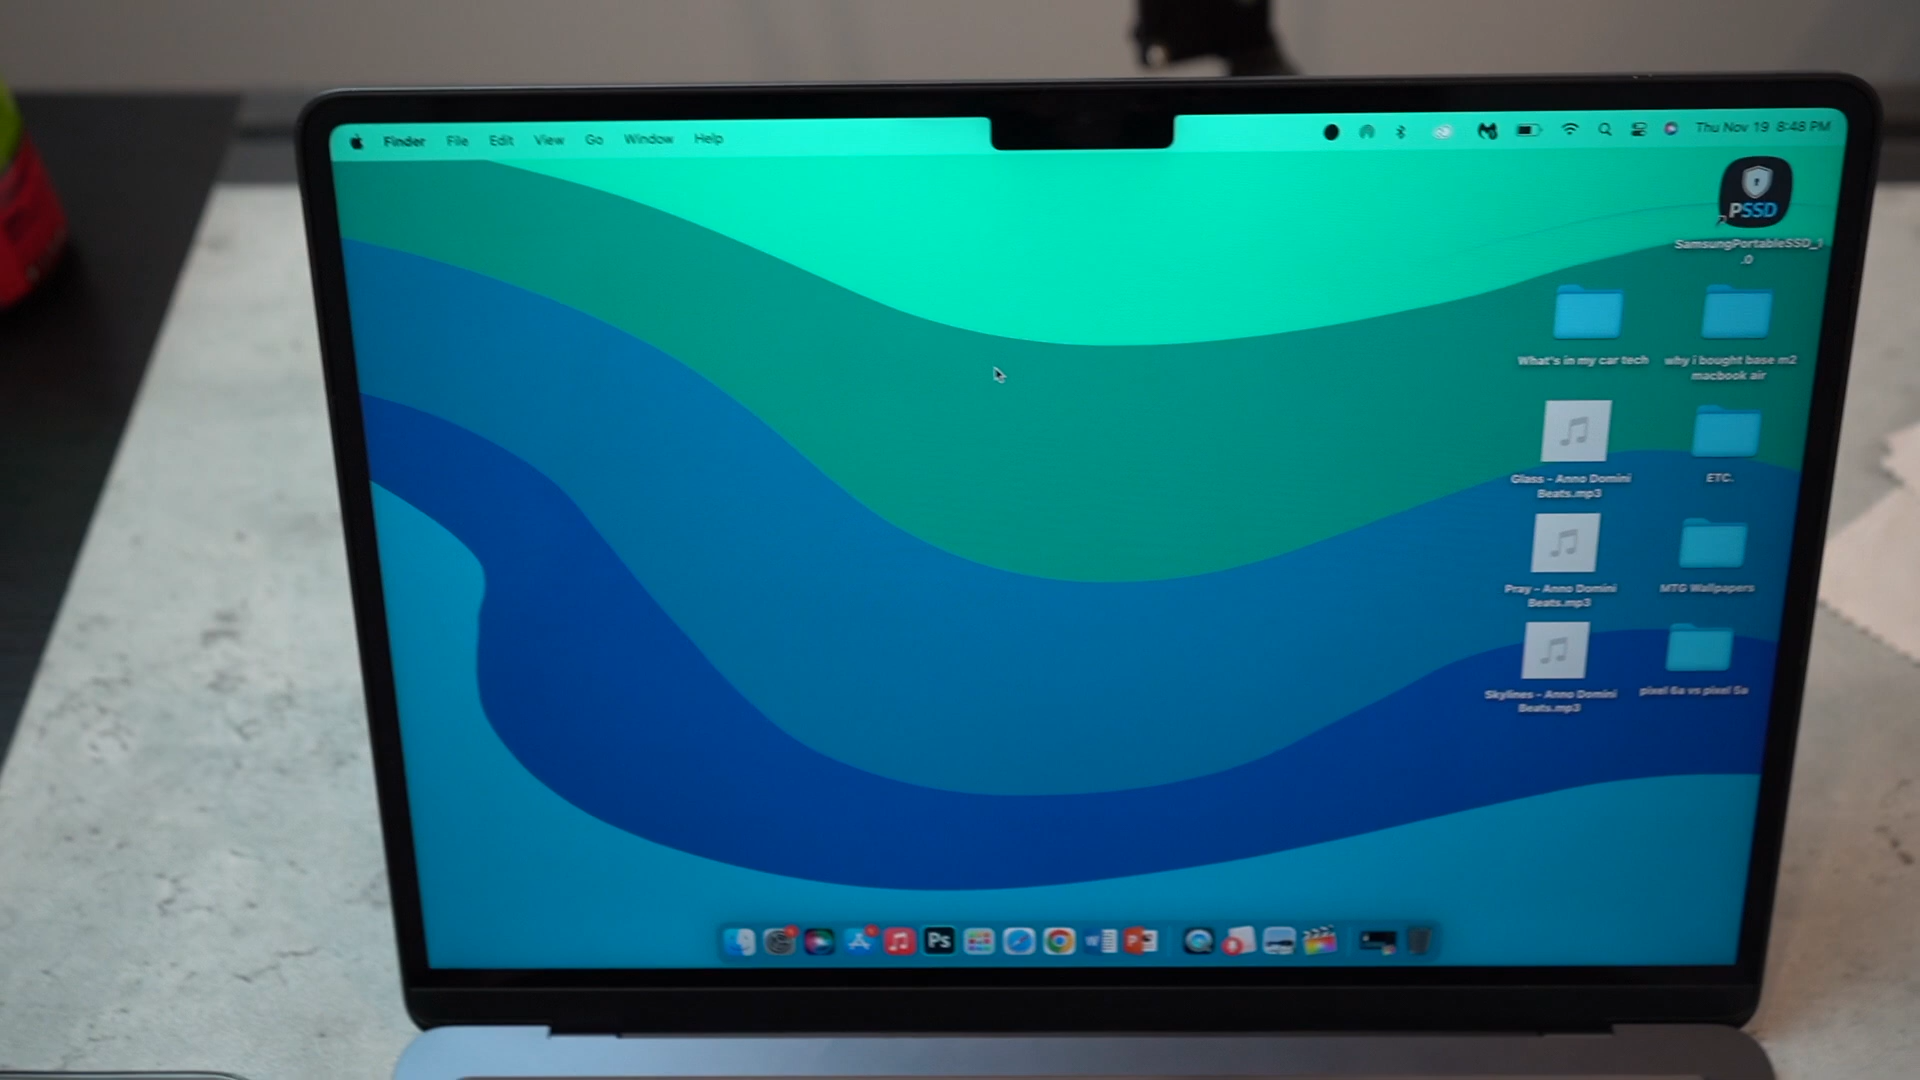 Finder File Edit View Go Window Help
Thu Nov 19 8:48 PM
PSSD
SamsungPortableSSD_1
.0
What's in my car tech
why i bought base m2
macbook air
Glass - Anno Domini
Beats.mp3
ETC.
Pray - Anno Domini
Beats.mp3
MTG Wallpapers
Skylines - Anno Domini
Beats.mp3
pixel 6a vs pixel 5a
Ps
W
P